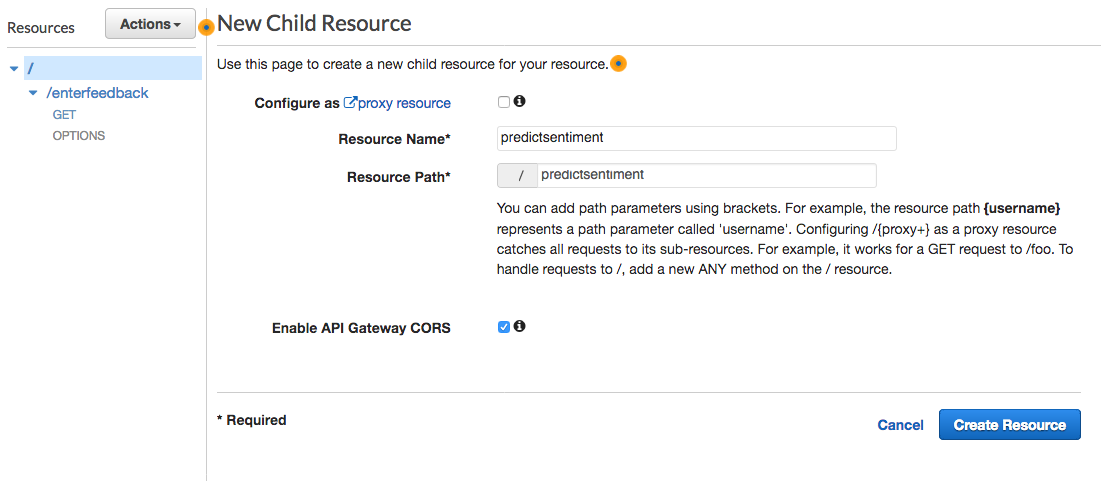 Resources
Actions
/
/enterfeedback
GET
OPTIONS
New Child Resource
Use this page to create a new child resource for your resource.
Configure as proxy resource
Resource Name*
predictsentiment
Resource Path*
/ predictsentiment
You can add path parameters using brackets. For example, the resource path {username}
represents a path parameter called 'username'. Configuring /{proxy+} as a proxy resource
catches all requests to its sub-resources. For example, it works for a GET request to /foo. To
handle requests to /, add a new ANY method on the / resource.
Enable API Gateway CORS
* Required
Cancel
Create Resource